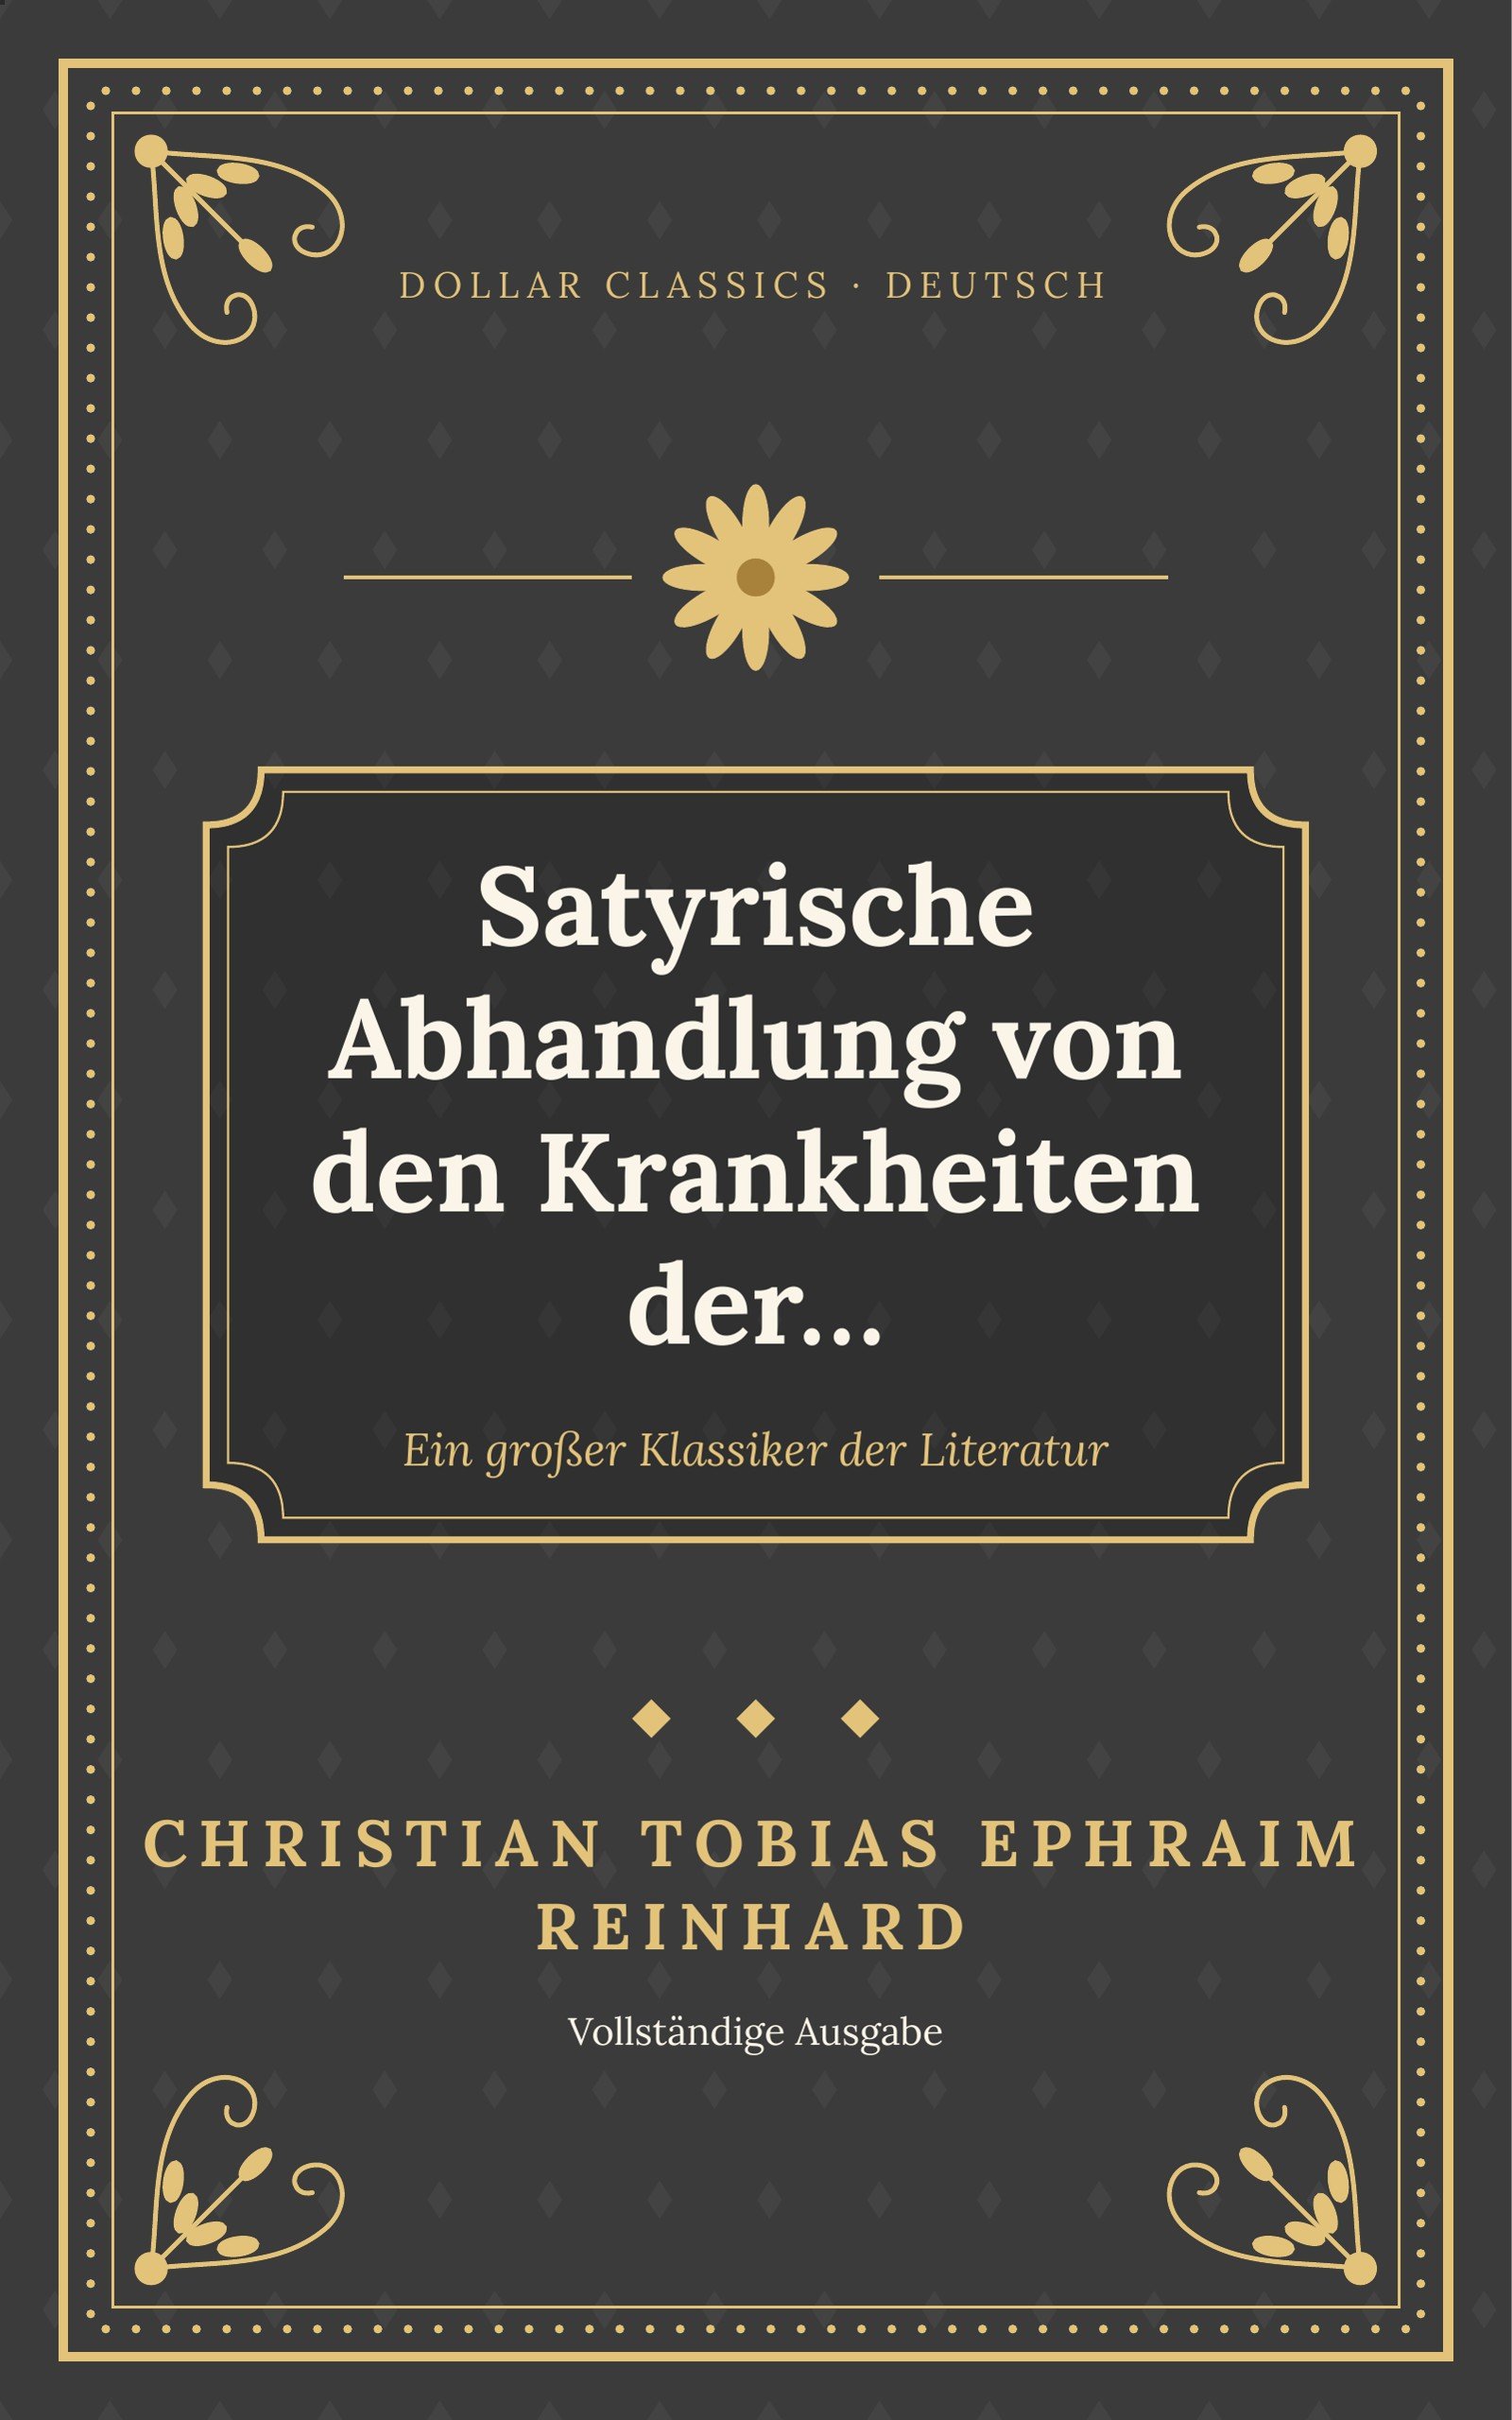 DOLLAR CLASSICS · DEUTSCH
Satyrische
Abhandlung von
den Krankheiten
der...
Ein großer Klassiker der Literatur
CHRISTIAN TOBIAS EPHRAIM
REINHARD
Vollständige Ausgabe